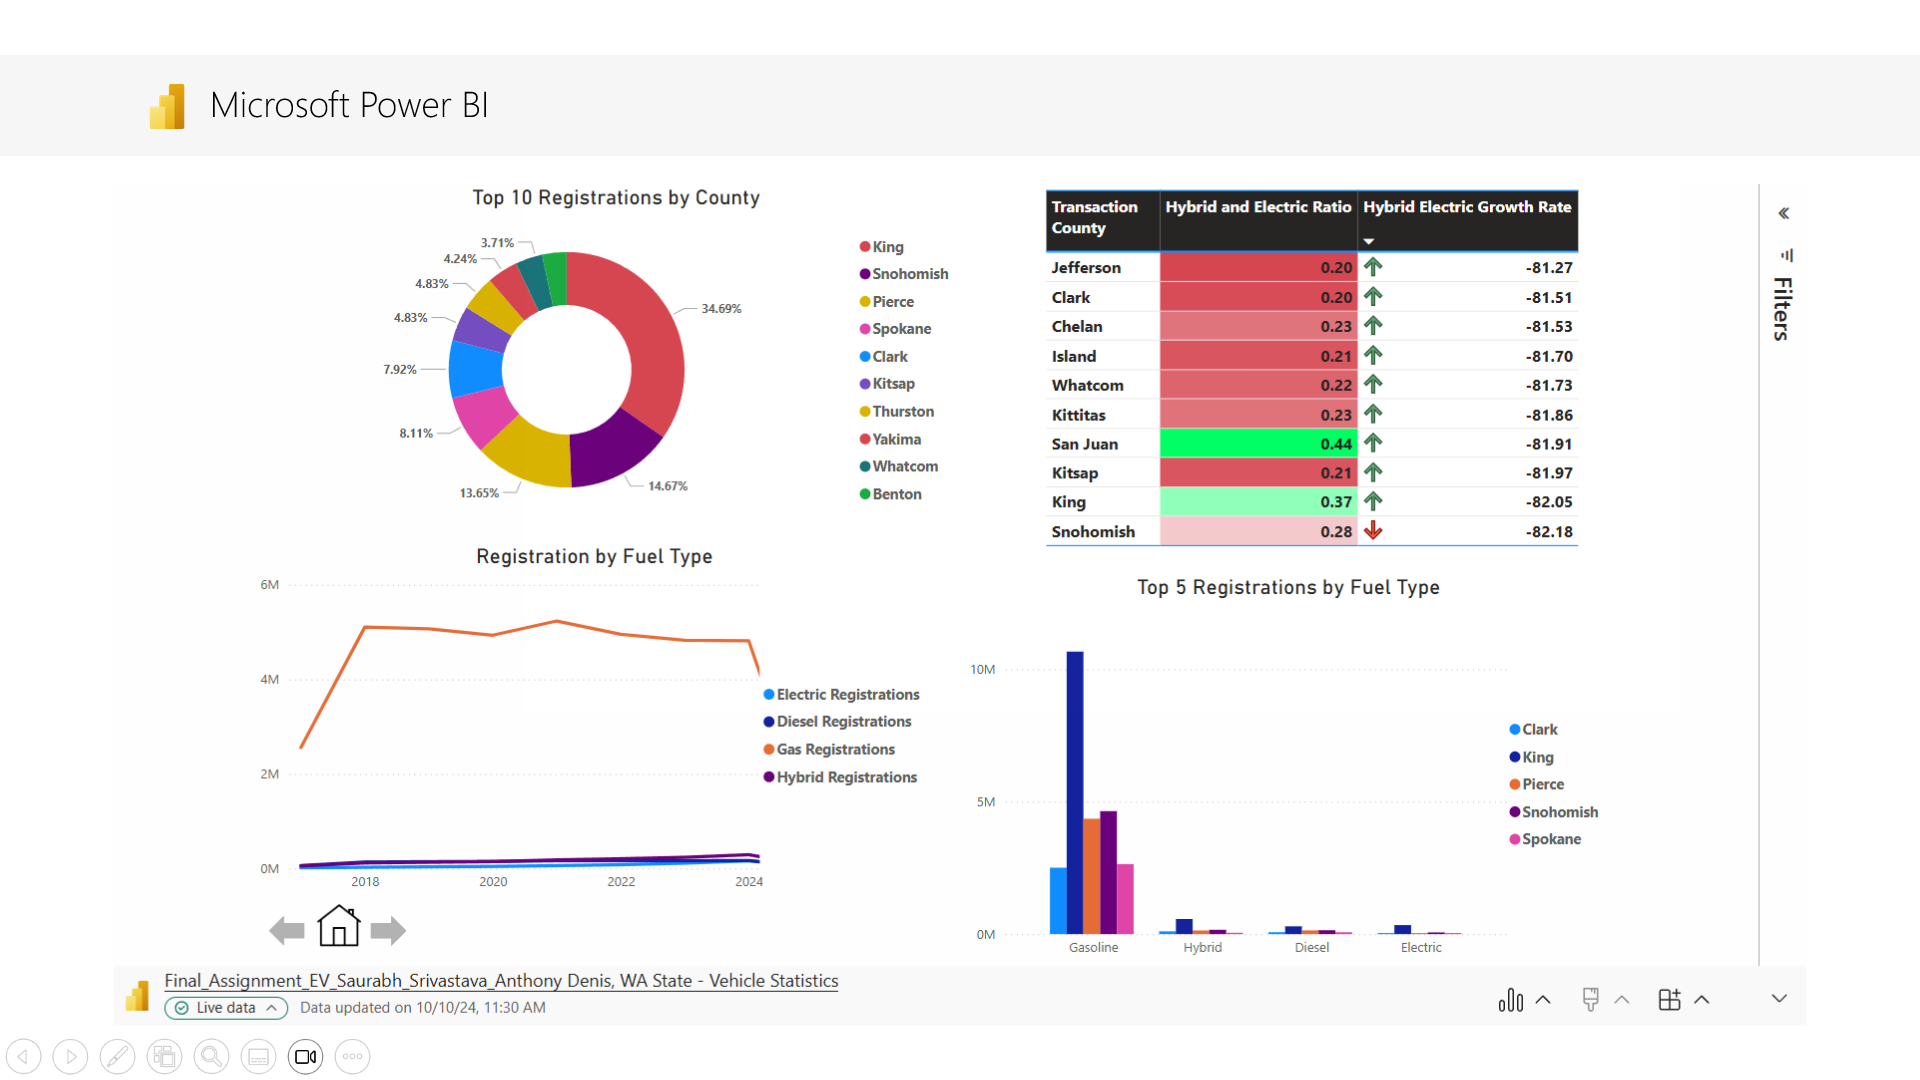 Microsoft Power BI
Top 10 Registrations by County
3.71%
4.24%
4.83%
4.83%
7.92%
8.11%
13.65%
14.67%
34.69%
King
Snohomish
Pierce
Spokane
Clark
Kitsap
Thurston
Yakima
Whatcom
Benton
Transaction County Hybrid and Electric Ratio Hybrid Electric Growth Rate
Jefferson 0.20 -81.27
Clark 0.20 -81.51
Chelan 0.23 -81.53
Island 0.21 -81.70
Whatcom 0.22 -81.73
Kittitas 0.23 -81.86
San Juan 0.44 -81.91
Kitsap 0.21 -81.97
King 0.37 -82.05
Snohomish 0.28 -82.18
Filters
Registration by Fuel Type
6M
4M
2M
0M
2018 2020 2022 2024
Electric Registrations
Diesel Registrations
Gas Registrations
Hybrid Registrations
Top 5 Registrations by Fuel Type
10M
5M
0M
Gasoline Hybrid Diesel Electric
Clark
King
Pierce
Snohomish
Spokane
Final_Assignment_EV_Saurabh_Srivastava_Anthony Denis, WA State - Vehicle Statistics
Live data Data updated on 10/10/24, 11:30 AM